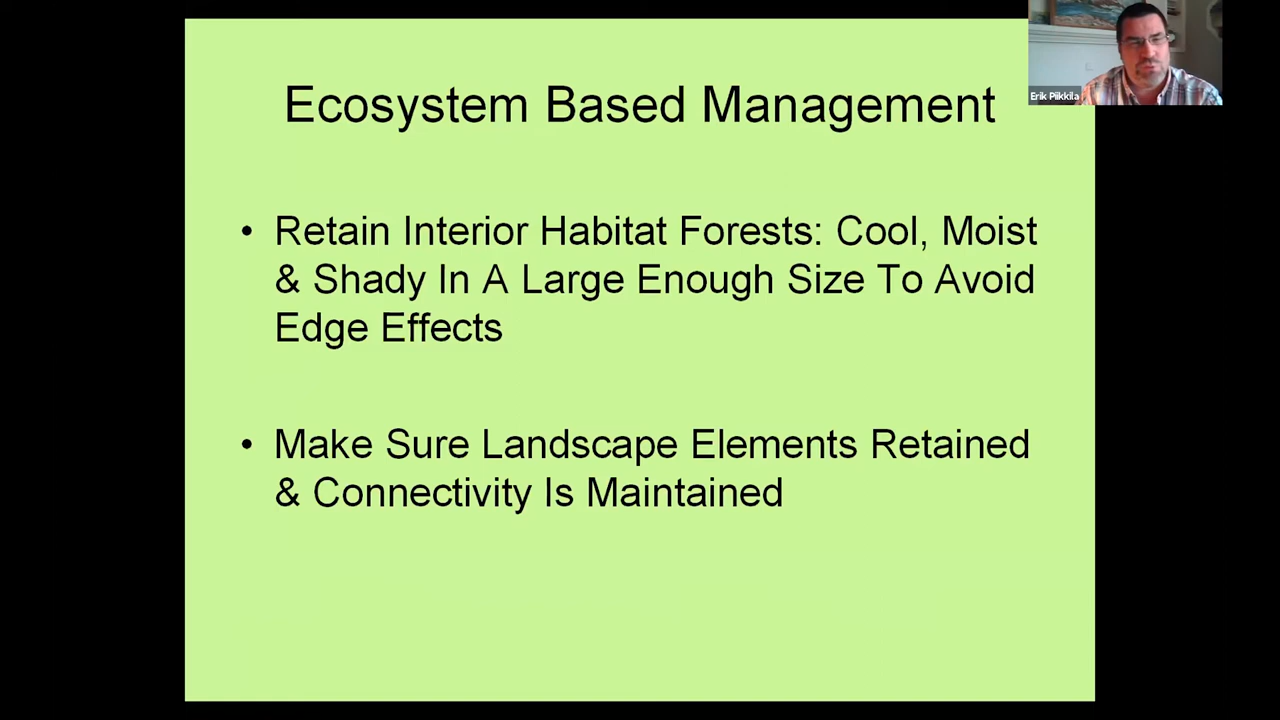 Ecosystem Based Management
• Retain Interior Habitat Forests: Cool, Moist
& Shady In A Large Enough Size To Avoid
Edge Effects
• Make Sure Landscape Elements Retained
& Connectivity Is Maintained
Erik Piikkila